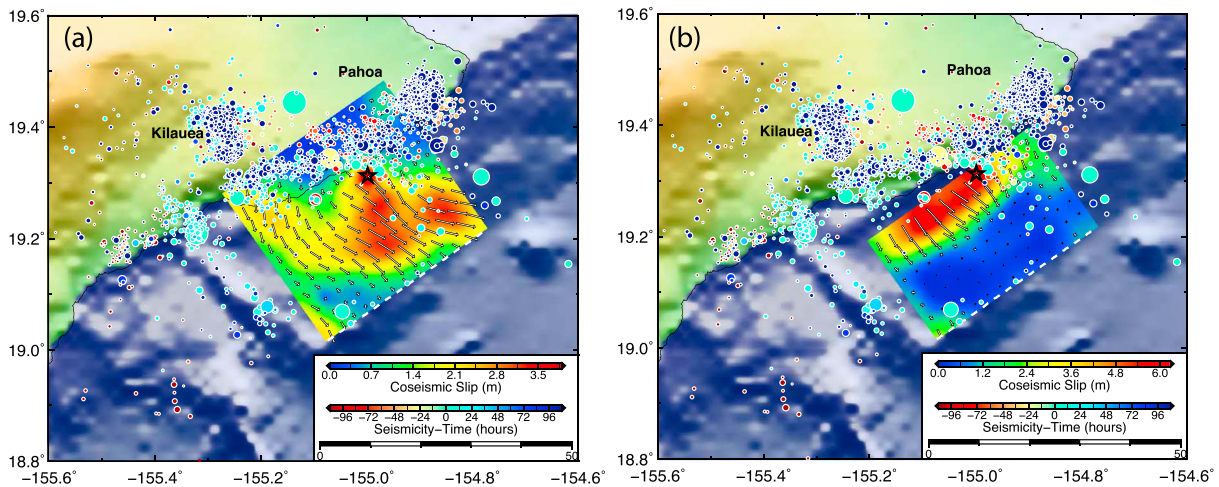 (a)
19.6°
Pahoa
19.4°
Kilauea
19.2°
19.0°
18.8°
0.0 0.7 1.4 2.1 2.8 3.5
Coseismic Slip (m)
−96 −72 −48 −24 0 24 48 72 96
Seismicity−Time (hours)
0 50
−155.6° −155.4° −155.2° −155.0° −154.8° −154.6°
(b)
19.6°
Pahoa
19.4°
Kilauea
19.2°
19.0°
18.8°
0.0 1.2 2.4 3.6 4.8 6.0
Coseismic Slip (m)
−96 −72 −48 −24 0 24 48 72 96
Seismicity−Time (hours)
0 50
−155.6° −155.4° −155.2° −155.0° −154.8° −154.6°